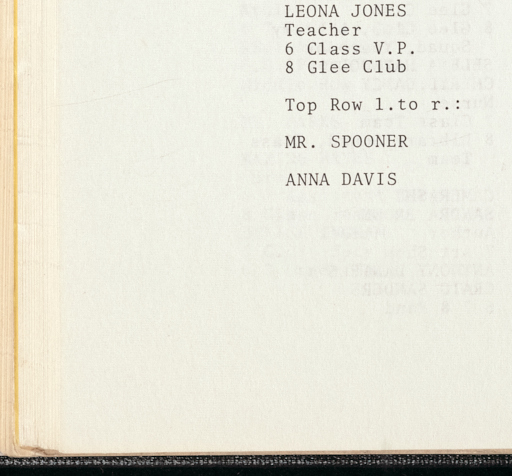 LEONA JONES
Teacher
6 Class V.P.
8 Glee Club
Top Row l.to r.:
MR. SPOONER
ANNA DAVIS